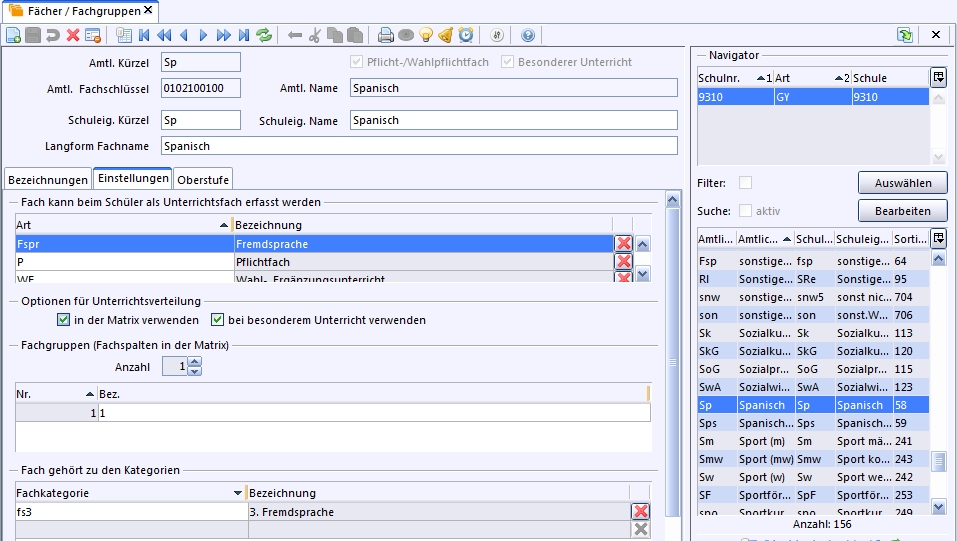 Fächer / Fachgruppen
Amtl. Kürzel Sp
Pflicht-/Wahlpflichtfach Besonderer Unterricht
Amtl. Fachschlüssel 0102100100 Amtl. Name Spanisch
Schuleig. Kürzel Sp Schuleig. Name Spanisch
Langform Fachname Spanisch
Bezeichnungen Einstellungen Oberstufe
Fach kann beim Schüler als Unterrichtsfach erfasst werden
Art Bezeichnung
Fspr Fremdsprache
P Pflichtfach
WE Wahl-, Ergänzungsunterricht
Optionen für Unterrichtsverteilung
in der Matrix verwenden bei besonderem Unterricht verwenden
Fachgruppen (Fachspalten in der Matrix)
Anzahl 1
Nr. Bez.
1 1
Fach gehört zu den Kategorien
Fachkategorie Bezeichnung
fs3 3. Fremdsprache
Navigator
Schulnr. 1 Art 2 Schule
9310 GY 9310
Filter: Auswählen
Suche: aktiv Bearbeiten
Amtli... Amtlic... Schul... Schuleig... Sorti...
Fsp sonstige... fsp sonstige... 64
RI Sonstige... SRe Sonstige... 95
snw sonstige... snw5 sonst nic... 704
son sonstige... son sonst.W... 706
Sk Sozialku... Sk Sozialku... 113
SkG Sozialku... SkG Sozialku... 120
SoG Sozialpr... SoG Sozialpr... 115
SwA Sozialwi... SwA Sozialwi... 123
Sp Spanisch Sp Spanisch 58
Sps Spanisch... Sps Spanisch... 59
Sm Sport (m) Sm Sport mä... 241
Smw Sport (mw) Smw Sport ko... 243
Sw Sport (w) Sw Sport we... 242
SF Sportför... SpF Sportför... 253
spo Sportkur... spo Sportkur... 249
Anzahl: 156